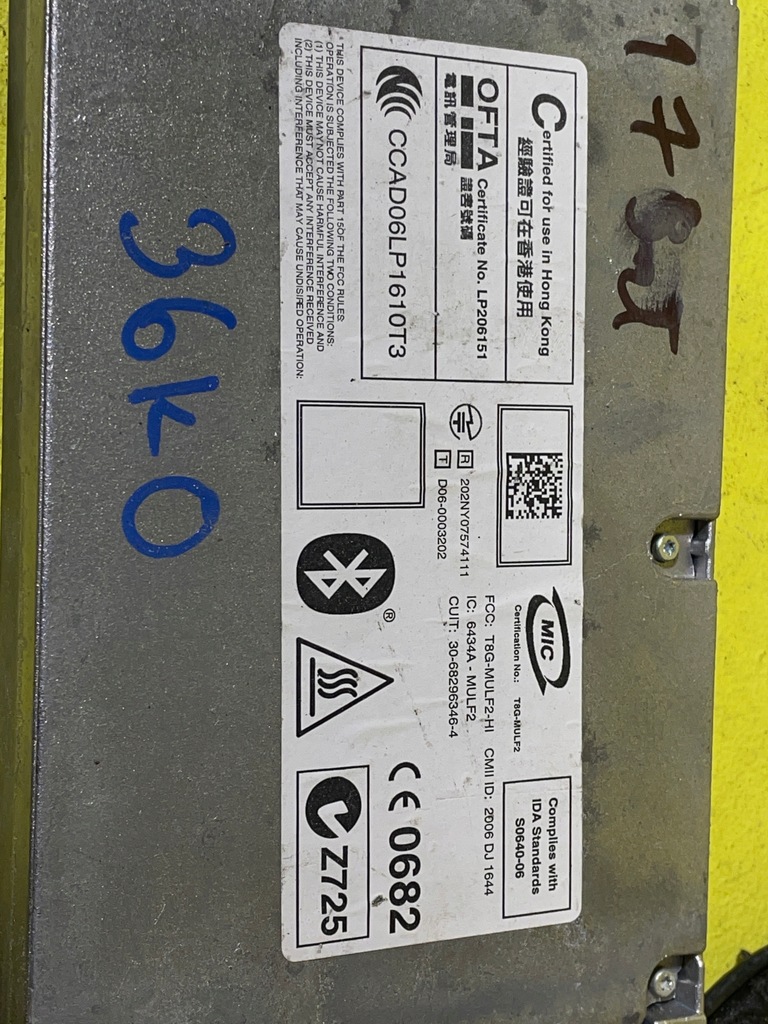 Certified for use in Hong Kong
經驗證可在香港使用
OFTA Certificate No. LP206151
電訊管理局 證書號碼
CCAD06LP1610T3
* THIS DEVICE COMPLIES WITH PART 15OF THE FCC RULES:
OPERATION IS SUBJECTED THE FOLLOWING TWO CONDITIONS:
(1) THIS DEVICE MAY NOT CAUSE HARMFUL INTERFERENCE AND
(2) THIS DEVICE MUST ACCEPT ANY INTERFERENCE RECEIVED
INCLUDING INTERFERENCE THAT MAY CAUSE UNDISIRED OPERATION:
R 202NY07574111
T D06-0003202
MIC
Certification No.: T8G-MULF2
FCC: T8G-MULF2-HI CMII ID: 2006 DJ 1644
IC: 6434A - MULF2
CUIT: 30-68296346-4
®
Complies with
IDA Standards
S0640-06
CE 0682
Z725
36ko